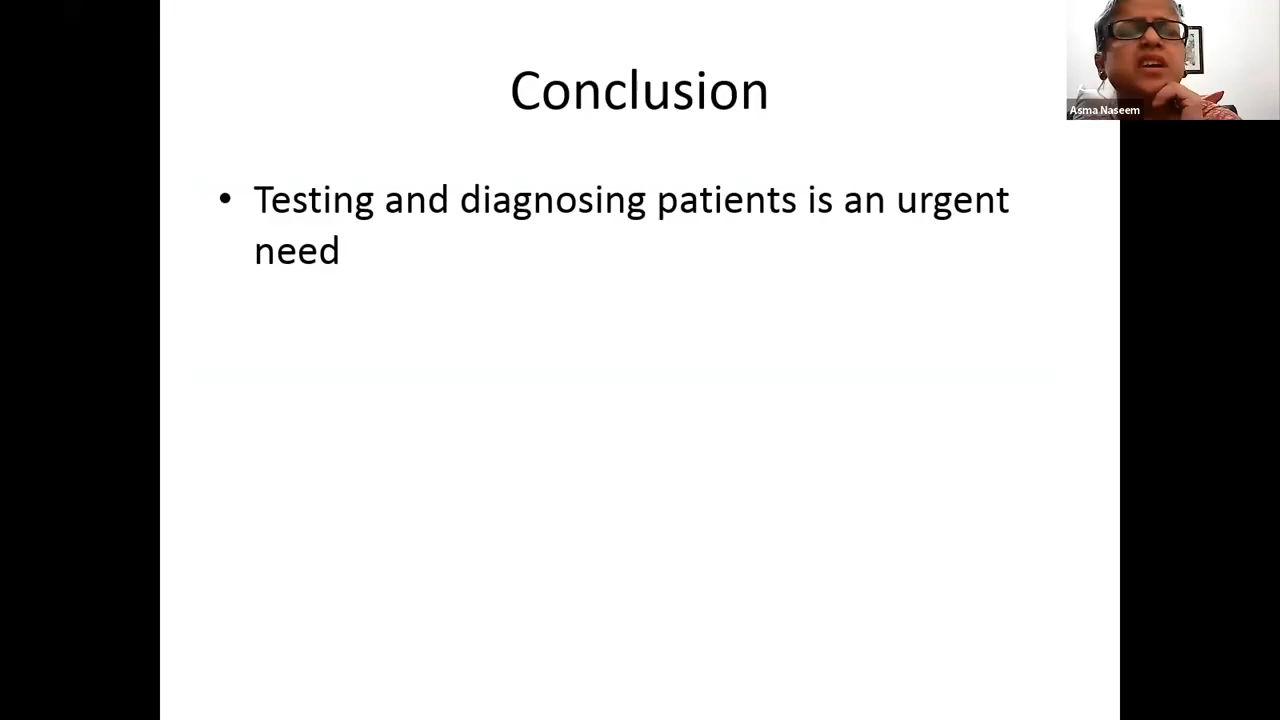 Conclusion
Asma Naseem
• Testing and diagnosing patients is an urgent
need